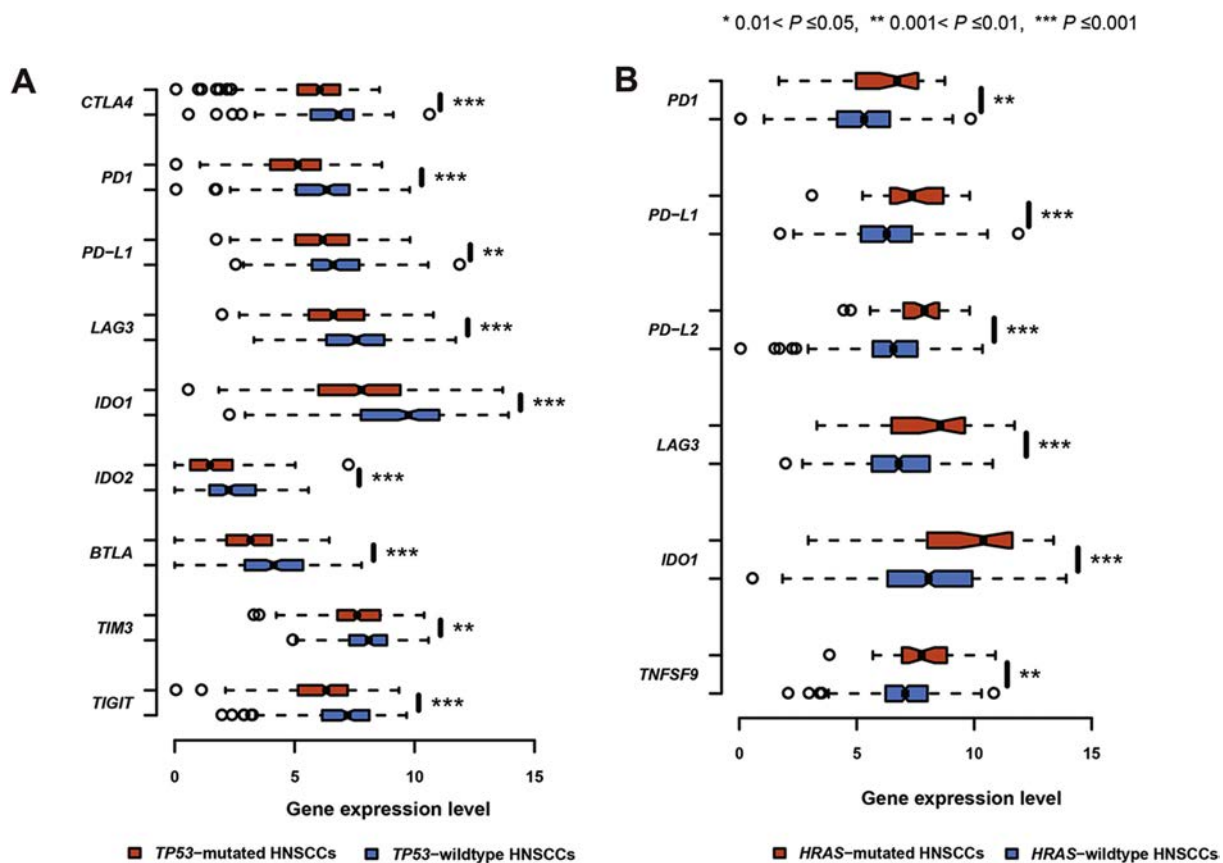 * 0.01< P ≤0.05, ** 0.001< P ≤0.01, *** P ≤0.001
A
CTLA4
***
PD1
***
PD−L1
**
LAG3
***
IDO1
***
IDO2
***
BTLA
***
TIM3
**
TIGIT
***
0 5 10 15
Gene expression level
TP53−mutated HNSCCs TP53−wildtype HNSCCs
B
PD1
**
PD−L1
***
PD−L2
***
LAG3
***
IDO1
***
TNFSF9
**
0 5 10 15
Gene expression level
HRAS−mutated HNSCCs HRAS−wildtype HNSCCs